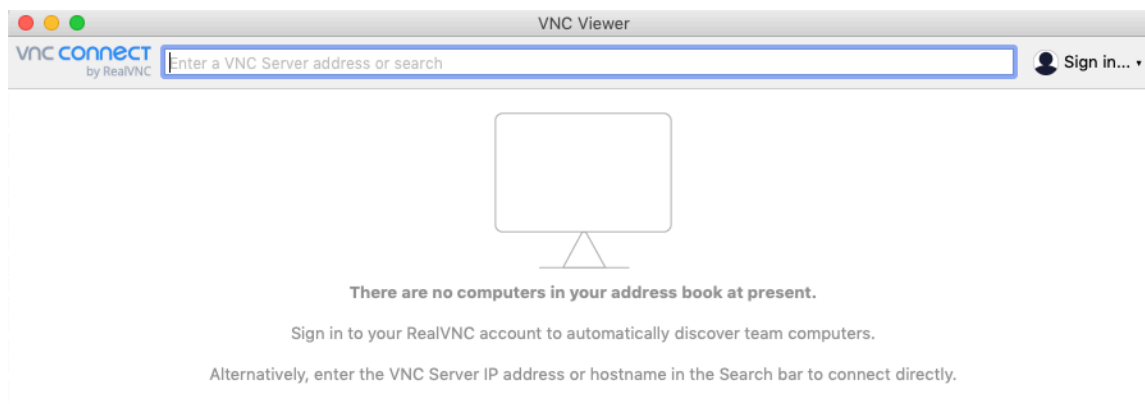 VNC Viewer
vnc connect
by RealVNC
Enter a VNC Server address or search
Sign in...
There are no computers in your address book at present.
Sign in to your RealVNC account to automatically discover team computers.
Alternatively, enter the VNC Server IP address or hostname in the Search bar to connect directly.